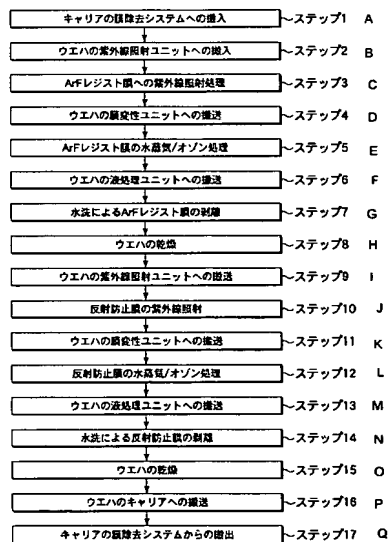 キャリアの膜除去システムへの搬入 ステップ1 A
ウエハの紫外線照射ユニットへの搬入 ステップ2 B
ArFレジスト膜への紫外線照射処理 ステップ3 C
ウエハの膜変性ユニットへの搬送 ステップ4 D
ArFレジスト膜の水蒸気/オゾン処理 ステップ5 E
ウエハの液処理ユニットへの搬送 ステップ6 F
水洗によるArFレジスト膜の剥離 ステップ7 G
ウエハの乾燥 ステップ8 H
ウエハの紫外線照射ユニットへの搬送 ステップ9 I
反射防止膜の紫外線照射 ステップ10 J
ウエハの膜変性ユニットへの搬送 ステップ11 K
反射防止膜の水蒸気/オゾン処理 ステップ12 L
ウエハの液処理ユニットへの搬送 ステップ13 M
水洗による反射防止膜の剥離 ステップ14 N
ウエハの乾燥 ステップ15 O
ウエハのキャリアへの搬送 ステップ16 P
キャリアの膜除去システムからの搬出 ステップ17 Q